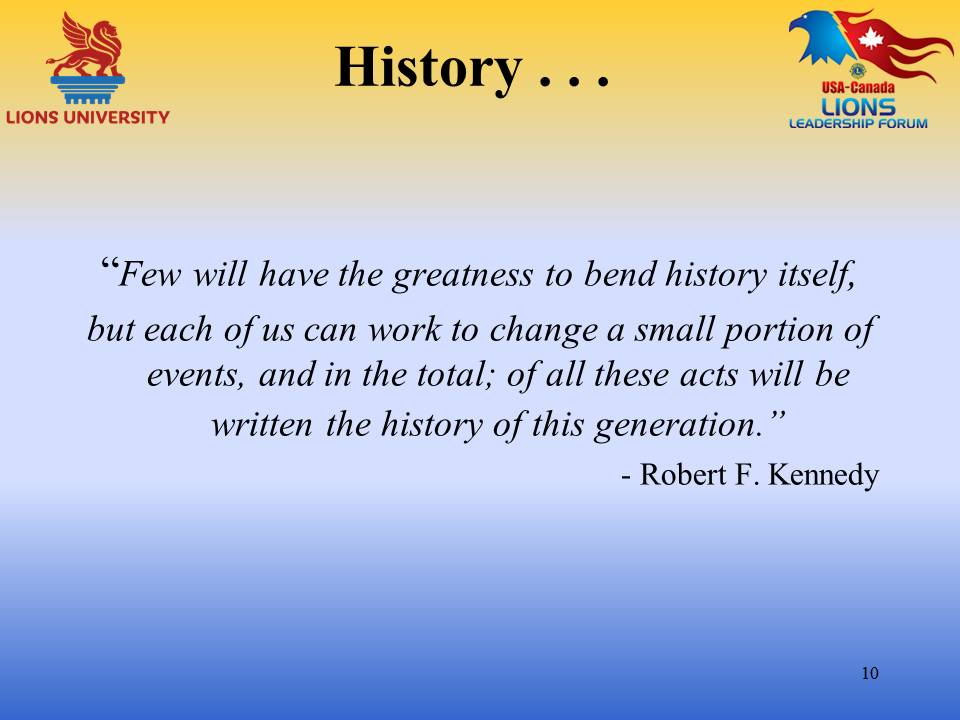 LIONS UNIVERSITY
History . . .
USA-Canada
LIONS
LEADERSHIP FORUM
“Few will have the greatness to bend history itself,
but each of us can work to change a small portion of
events, and in the total; of all these acts will be
written the history of this generation.”
- Robert F. Kennedy
10